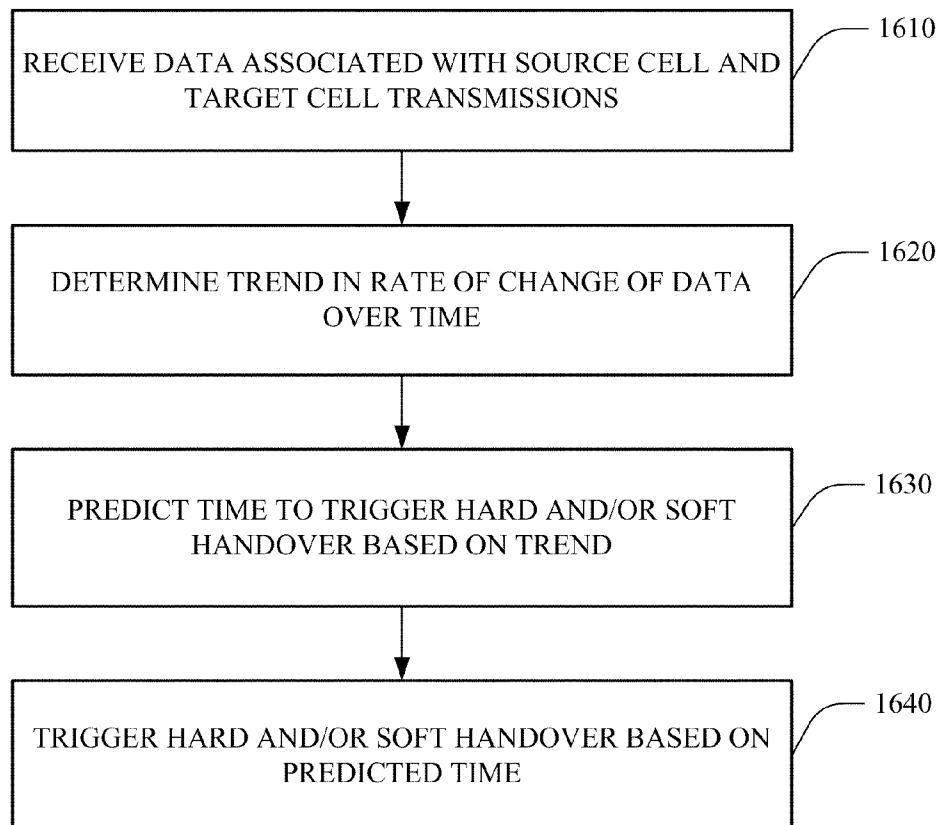 RECEIVE DATA ASSOCIATED WITH SOURCE CELL AND
TARGET CELL TRANSMISSIONS
1610
DETERMINE TREND IN RATE OF CHANGE OF DATA
OVER TIME
1620
PREDICT TIME TO TRIGGER HARD AND/OR SOFT
HANDOVER BASED ON TREND
1630
TRIGGER HARD AND/OR SOFT HANDOVER BASED ON
PREDICTED TIME
1640